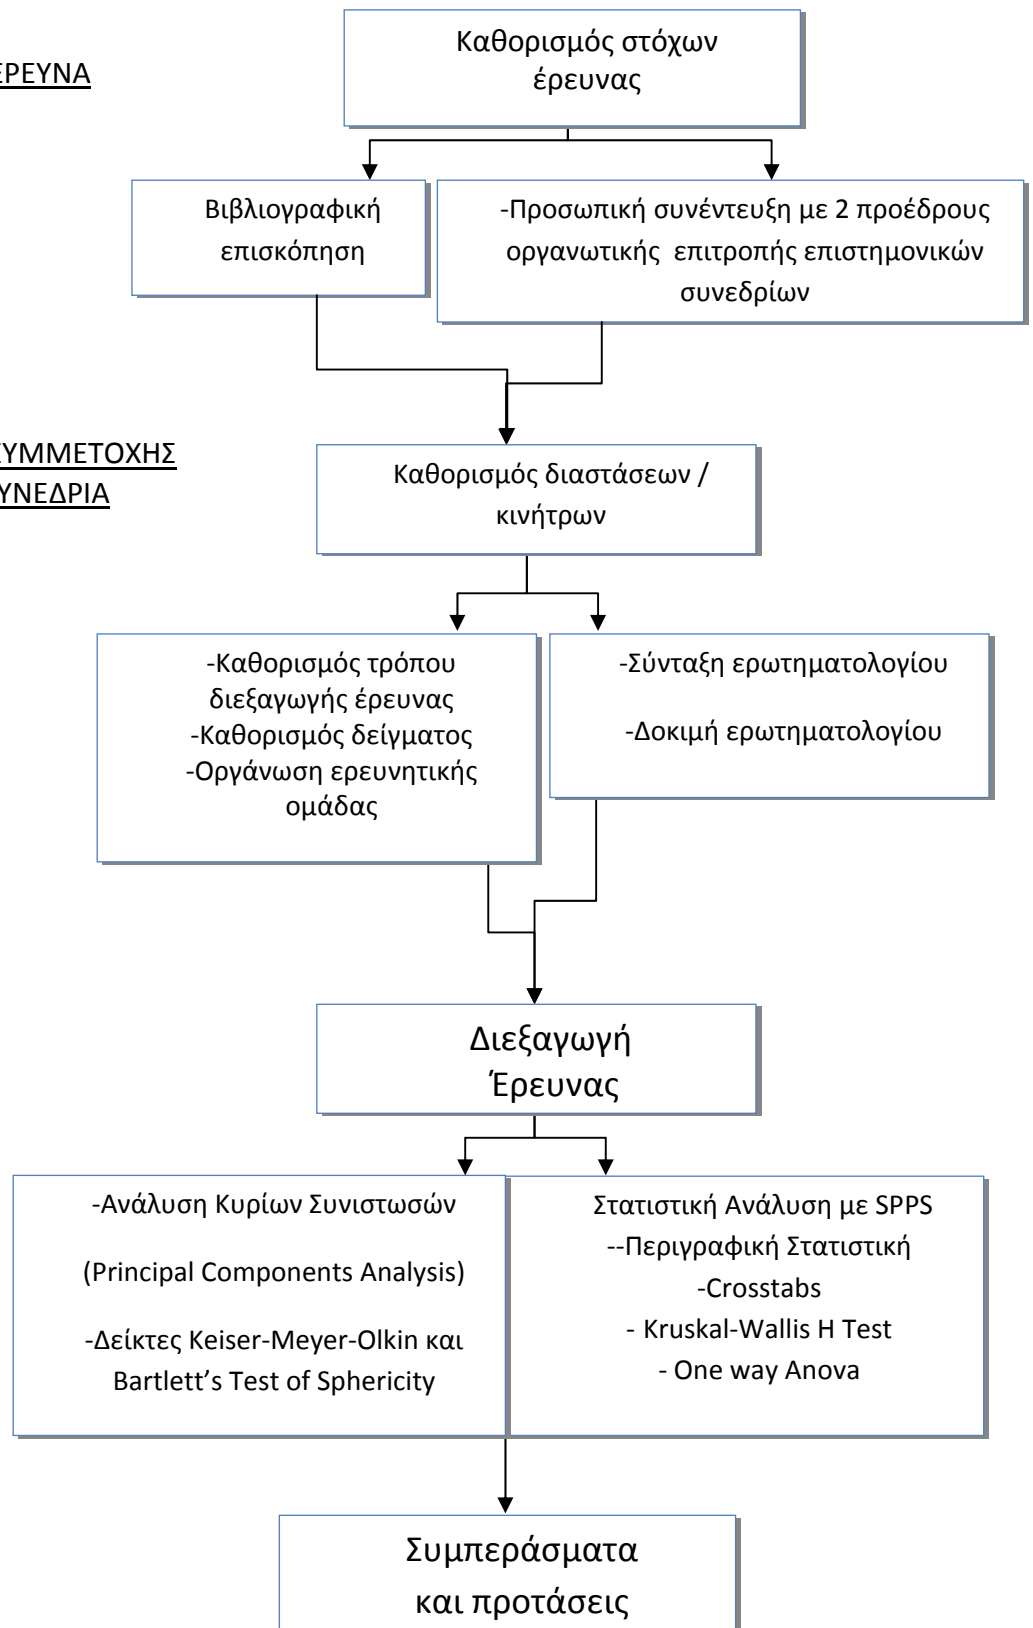 Καθορισμός στόχων
έρευνας
ΕΡΕΥΝΑ
Βιβλιογραφική
επισκόπηση
-Προσωπική συνέντευξη με 2 προέδρους
οργανωτικής επιτροπής επιστημονικών
συνεδρίων
ΥΜΜΕΤΟΧΗΣ
ΥΝΕΔΡΙΑ
Καθορισμός διαστάσεων /
κινήτρων
-Καθορισμός τρόπου
διεξαγωγής έρευνας
-Καθορισμός δείγματος
-Οργάνωση ερευνητικής
ομάδας
-Σύνταξη ερωτηματολογίου
-Δοκιμή ερωτηματολογίου
Διεξαγωγή
Έρευνας
-Ανάλυση Κυρίων Συνιστωσών
(Principal Components Analysis)
-Δείκτες Keiser-Meyer-Olkin και
Bartlett’s Test of Sphericity
Στατιστική Ανάλυση με SPPS
--Περιγραφική Στατιστική
-Crosstabs
- Kruskal-Wallis H Test
- One way Anova
Συμπεράσματα
και προτάσεις